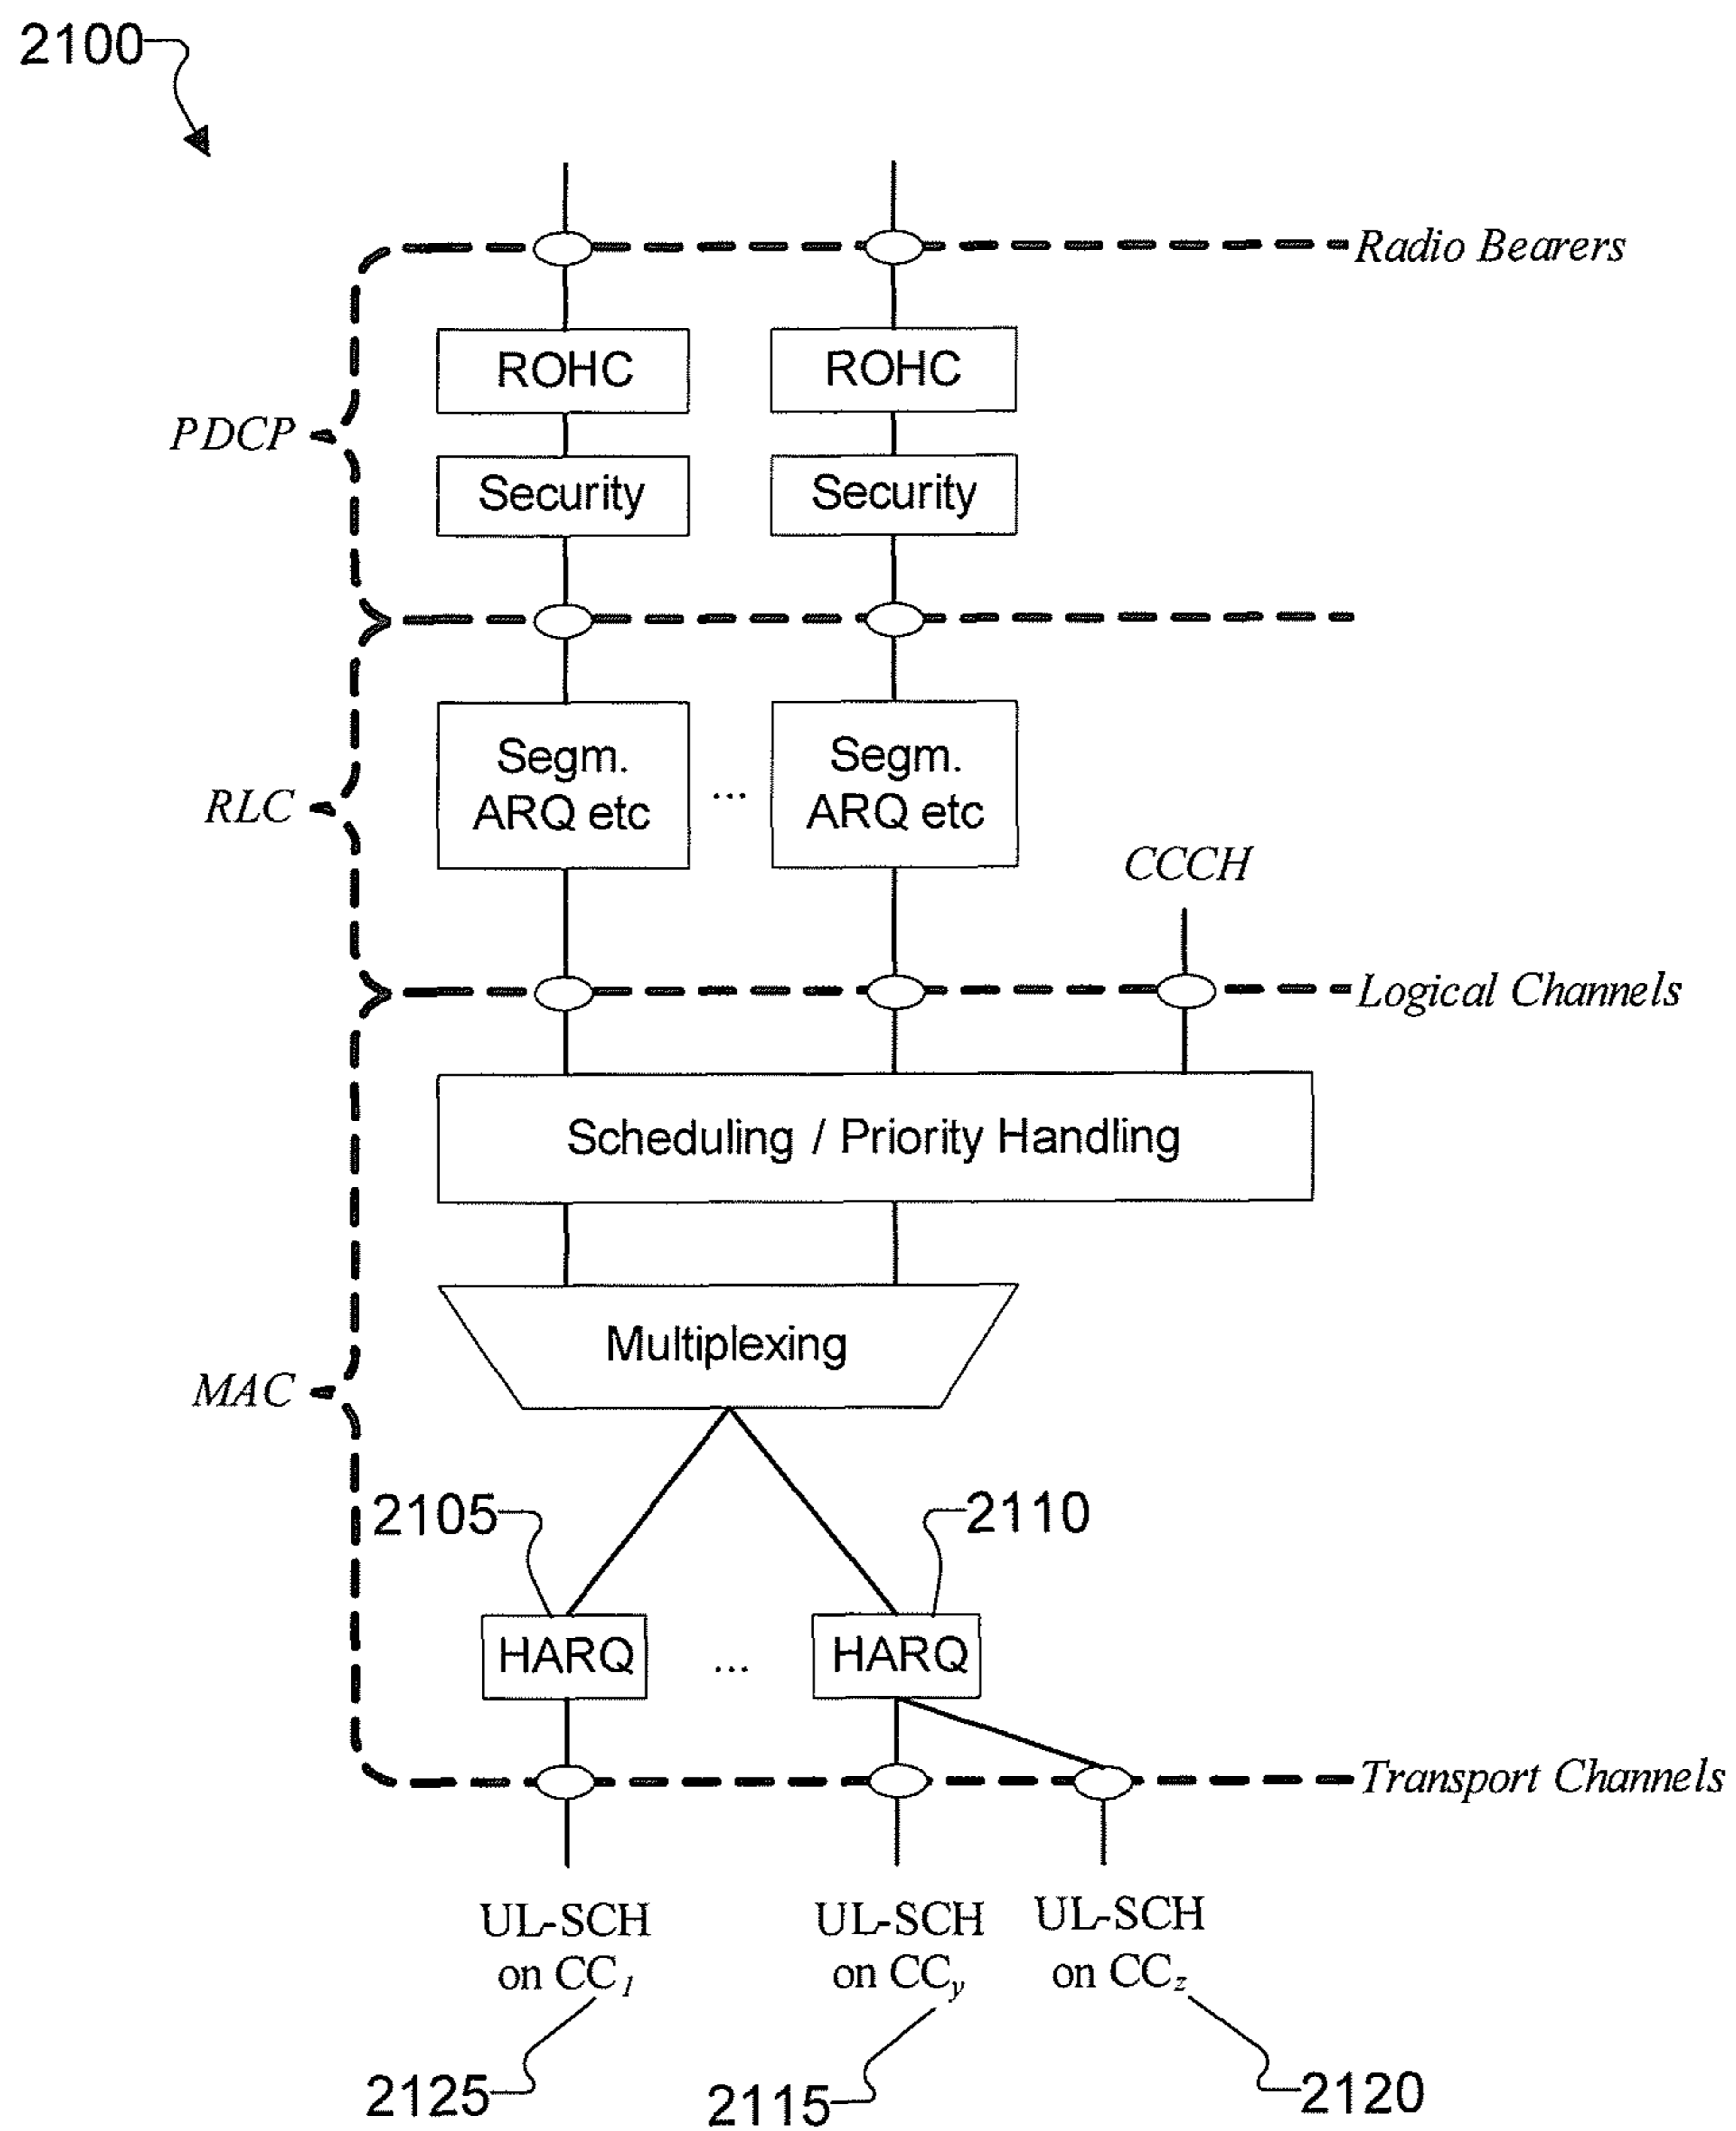 2100
Radio Bearers
ROHC
ROHC
PDCP
Security
Security
Segm.
ARQ etc
...
Segm.
ARQ etc
RLC
CCCH
Logical Channels
Scheduling / Priority Handling
Multiplexing
MAC
2105
2110
HARQ
...
HARQ
Transport Channels
UL-SCH
on CC1
UL-SCH
on CCy
UL-SCH
on CCz
2125
2115
2120